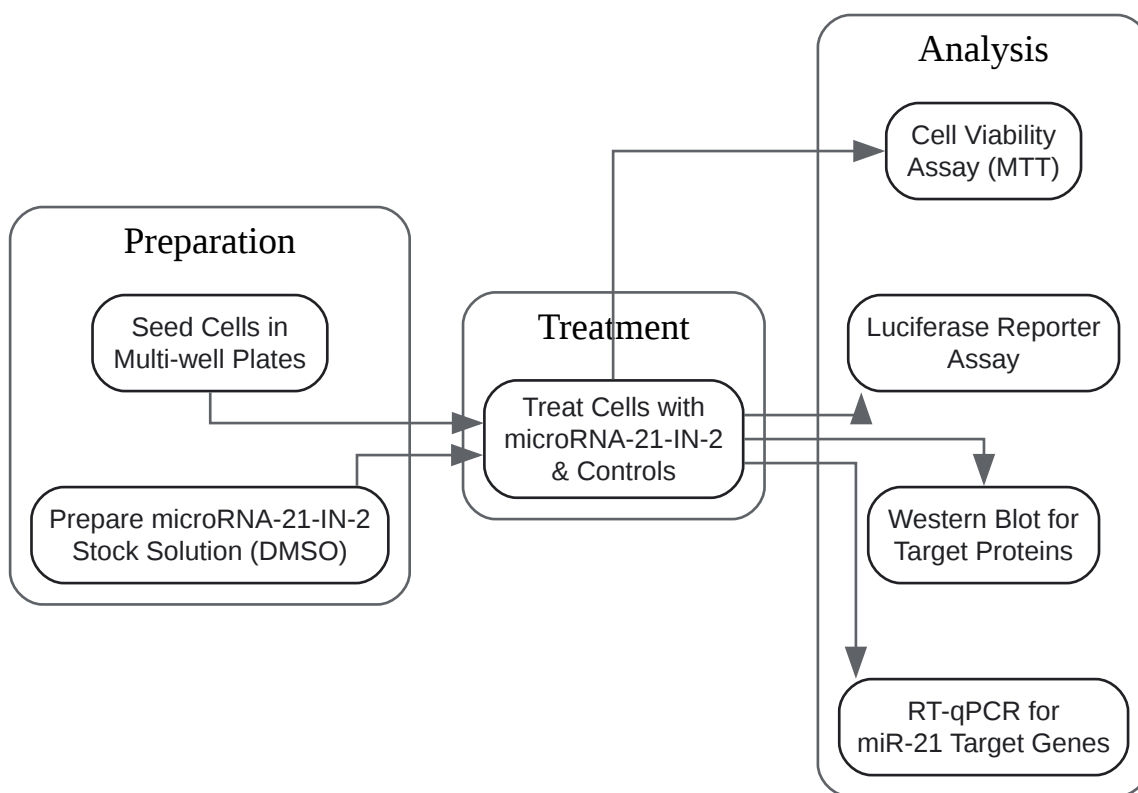 Preparation
Seed Cells in
Multi-well Plates
Prepare microRNA-21-IN-2
Stock Solution (DMSO)
Treatment
Treat Cells with
microRNA-21-IN-2
& Controls
Analysis
Cell Viability
Assay (MTT)
Luciferase Reporter
Assay
Western Blot for
Target Proteins
RT-qPCR for
miR-21 Target Genes